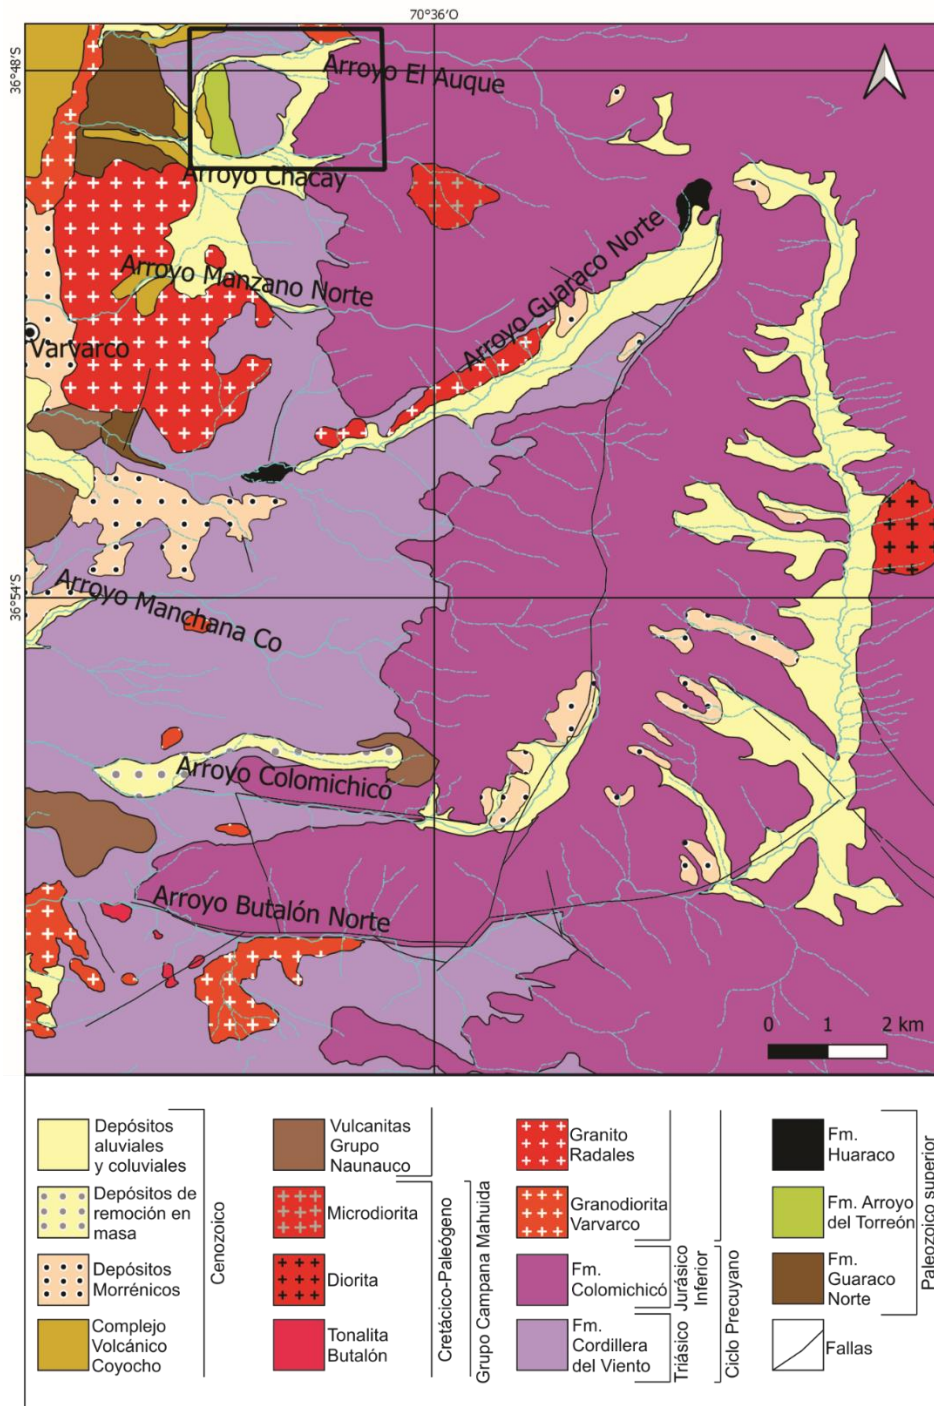 70°36'O
36°48'S
Arroyo El Auque
Arroyo Chacay
Arroyo Manzano Norte
Arroyo Guaraco Norte
Varvarco
36°54'S
Arroyo Manchana Co
Arroyo Colomichico
Arroyo Butalón Norte
0 1 2 km
Depósitos
aluviales
y coluviales
Depósitos de
remoción en
masa
Depósitos
Morrénicos
Complejo
Volcánico
Coyocho
Cenozoico
Vulcanitas
Grupo
Naunauco
Microdiorita
Diorita
Tonalita
Butalón
Cretácico-Paleógeno
Grupo Campana Mahuida
Granito
Radales
Granodiorita
Varvarco
Fm.
Colomichicó
Fm.
Cordillera
del Viento
Jurásico
Inferior
Triásico
Ciclo Precuyano
Fm.
Huaraco
Fm. Arroyo
del Torreón
Fm.
Guaraco
Norte
Fallas
Paleozoico superior